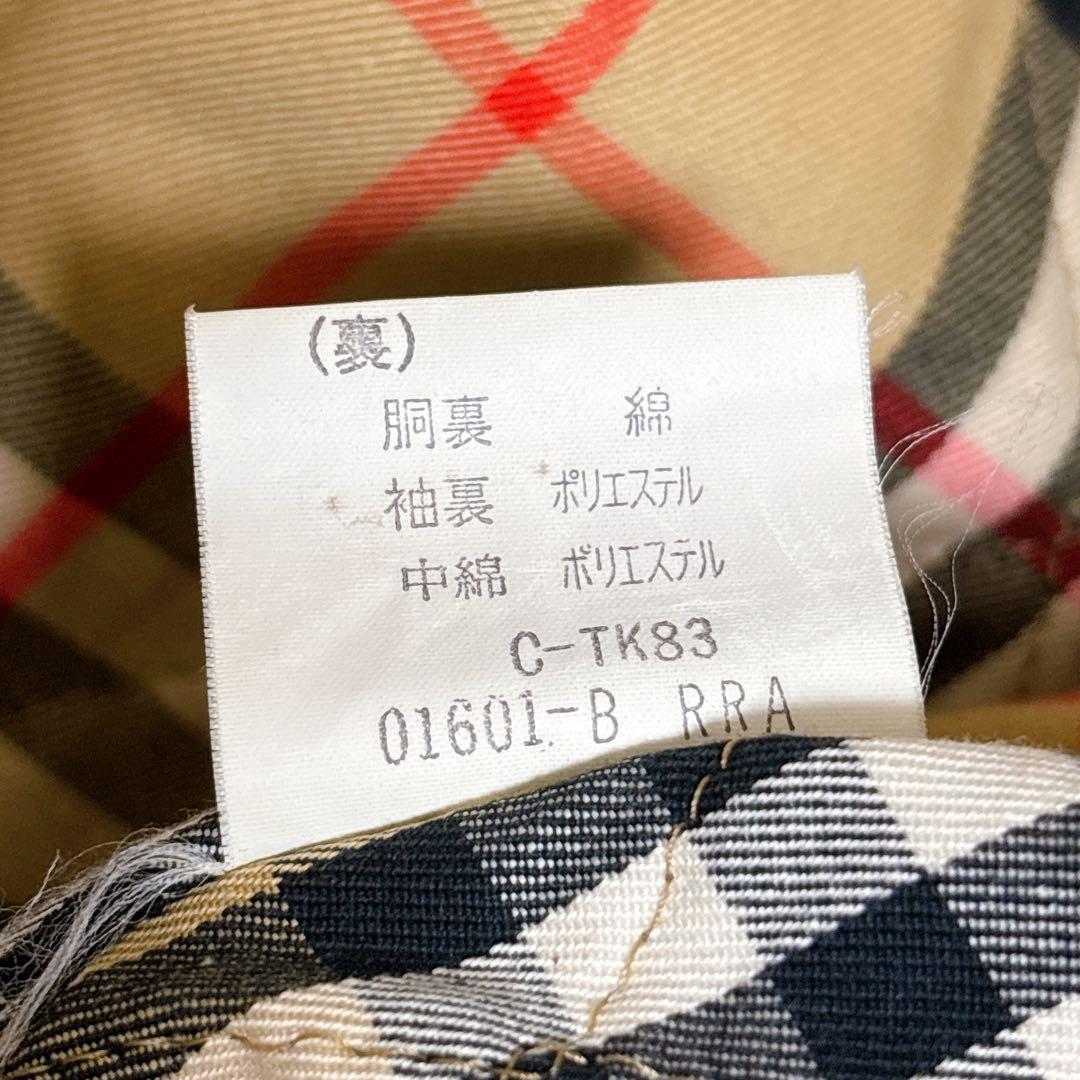 (裏)
胴裏 綿
袖裏 ポリエステル
中綿 ポリエステル
C-TK83
01601-B RRA